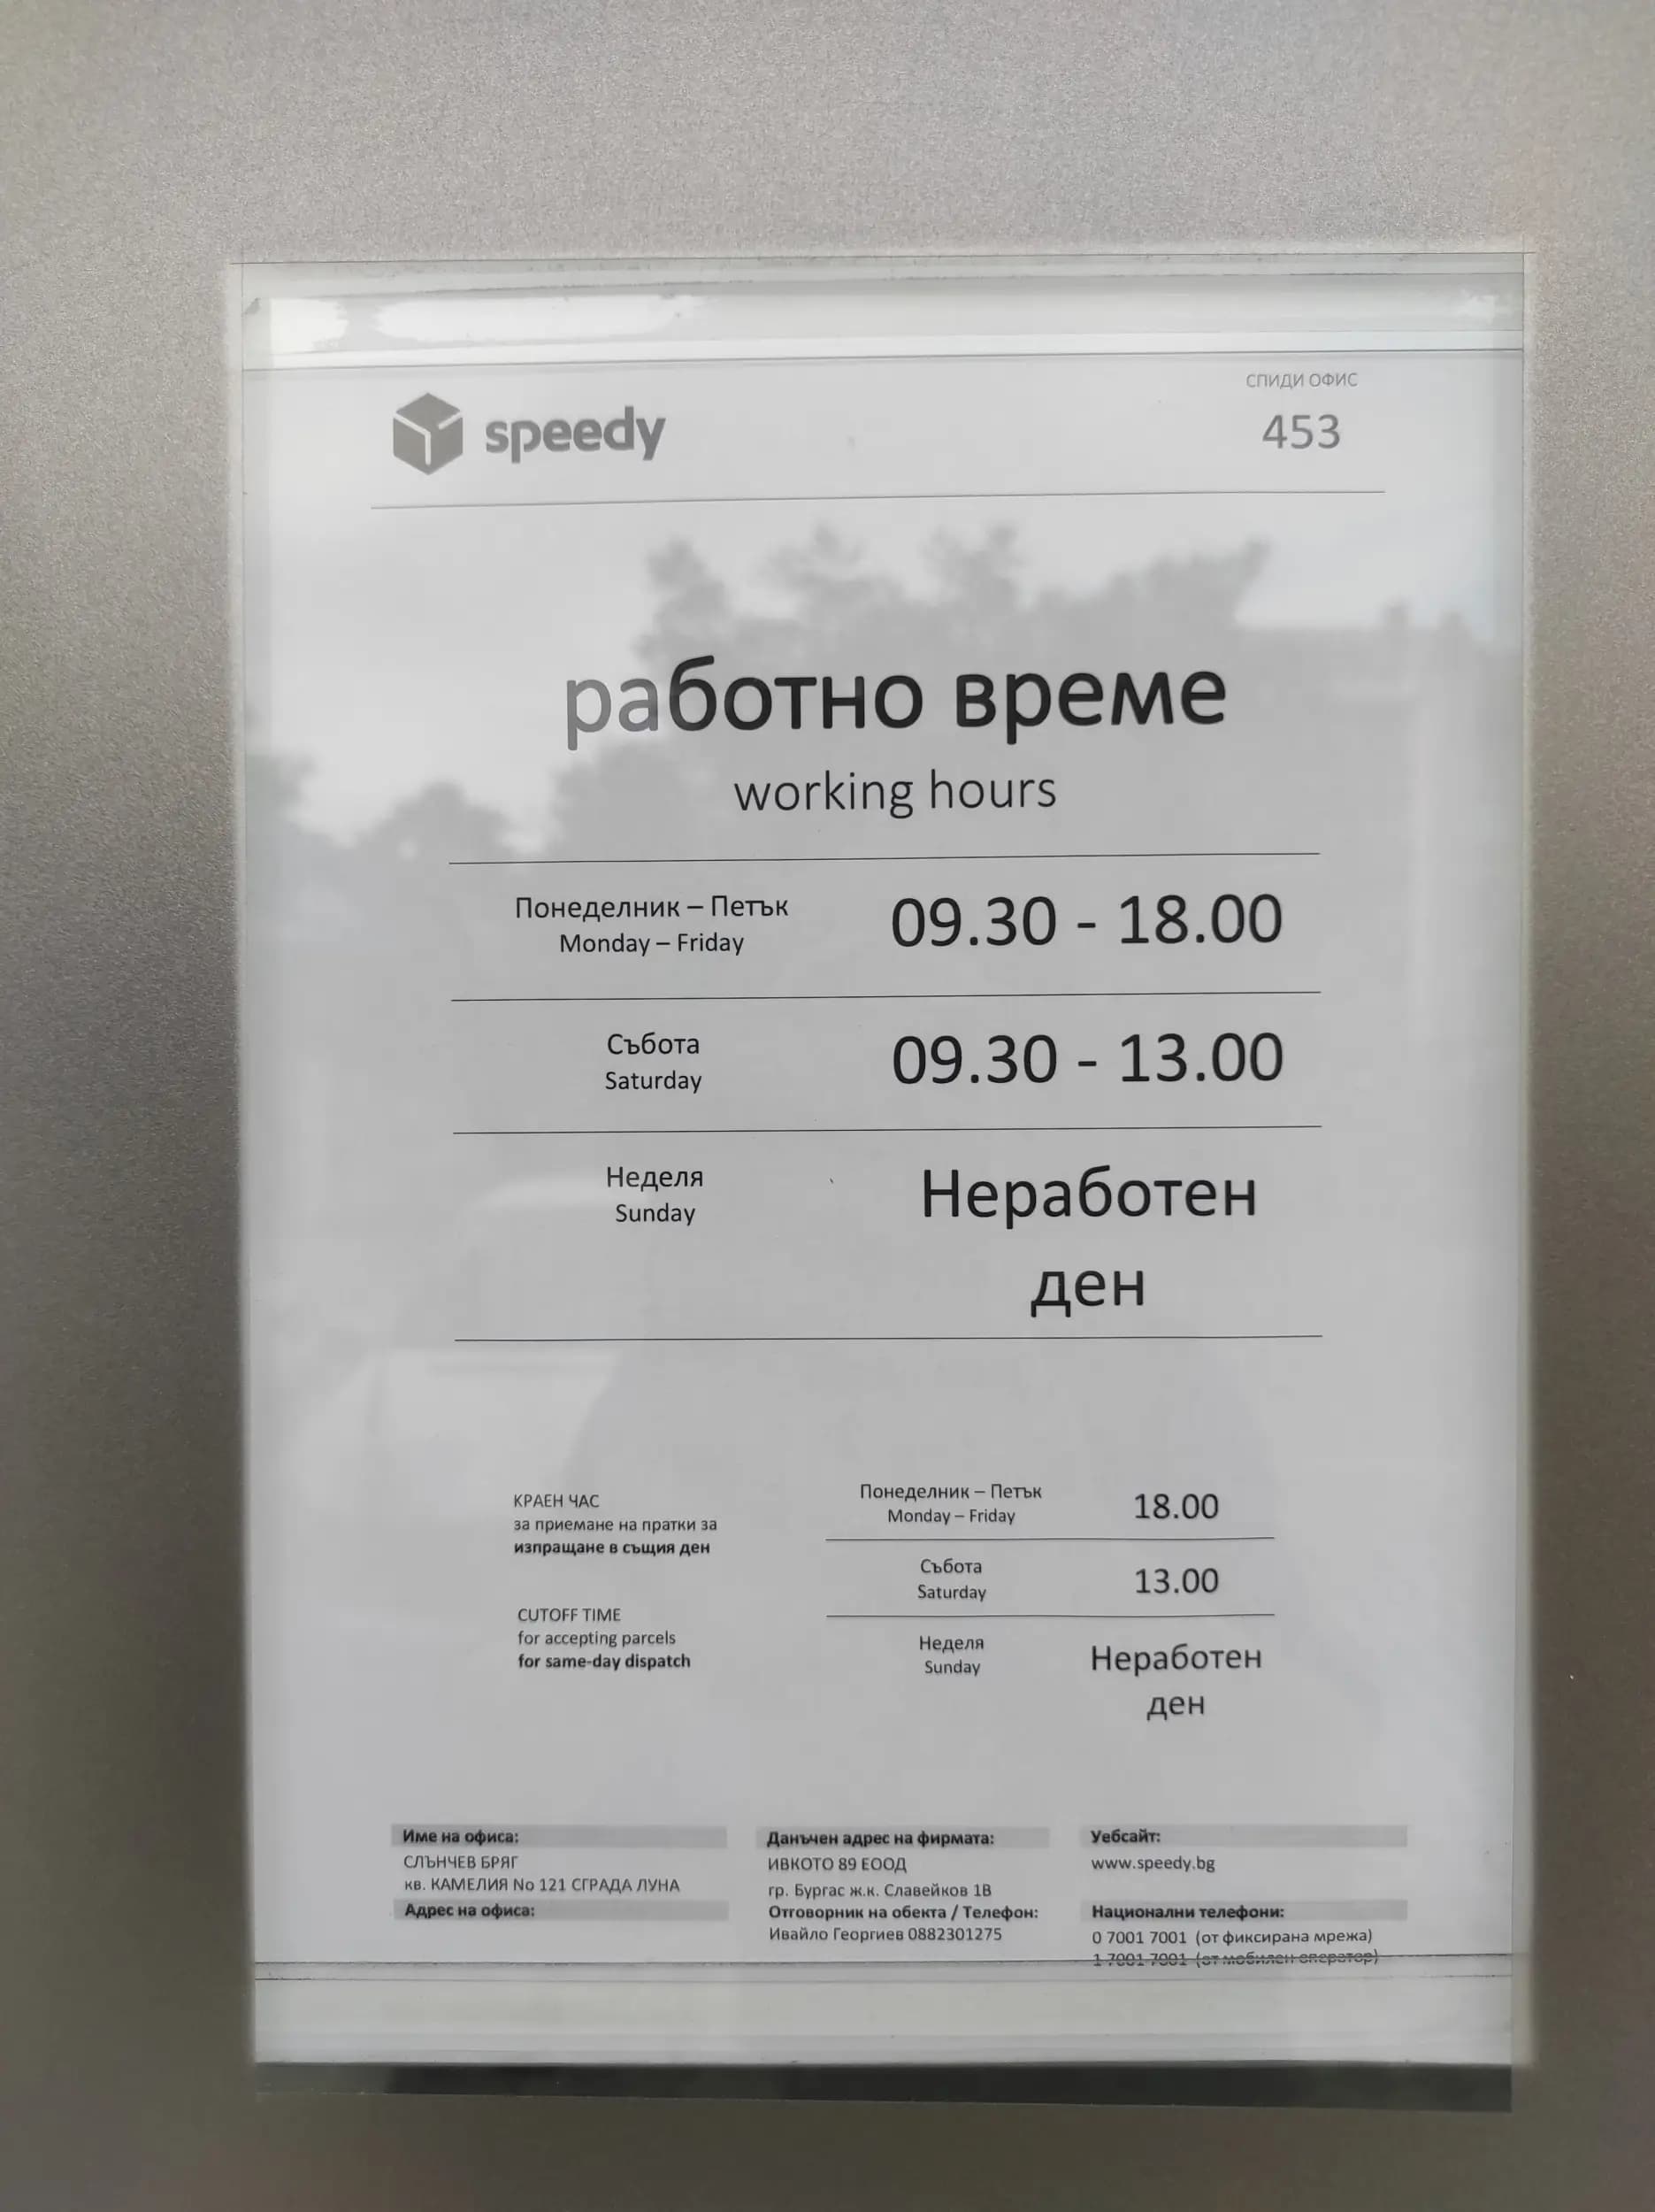 speedy
СПИДИ ОФИС
453
работно време
working hours
Понеделник – Петък
Monday – Friday
09.30 - 18.00
Събота
Saturday
09.30 - 13.00
Неделя
Sunday
Неработен
ден
КРАЕН ЧАС
за приемане на пратки за
изпращане в същия ден
CUTOFF TIME
for accepting parcels
for same-day dispatch
Понеделник – Петък
Monday – Friday
18.00
Събота
Saturday
13.00
Неделя
Sunday
Неработен
ден
Име на офиса:
СЛЪНЧЕВ БРЯГ
кв. КАМЕЛИЯ No 121 СГРАДА ЛУНА
Адрес на офиса:
Данъчен адрес на фирмата:
ИВКОТО 89 ЕООД
гр. Бургас ж.к. Славейков 1В
Отговорник на обекта / Телефон:
Ивайло Георгиев 0882301275
Уебсайт:
www.speedy.bg
Национални телефони:
0 7001 7001 (от фиксирана мрежа)
1 7001 7001 (от мобилен оператор)